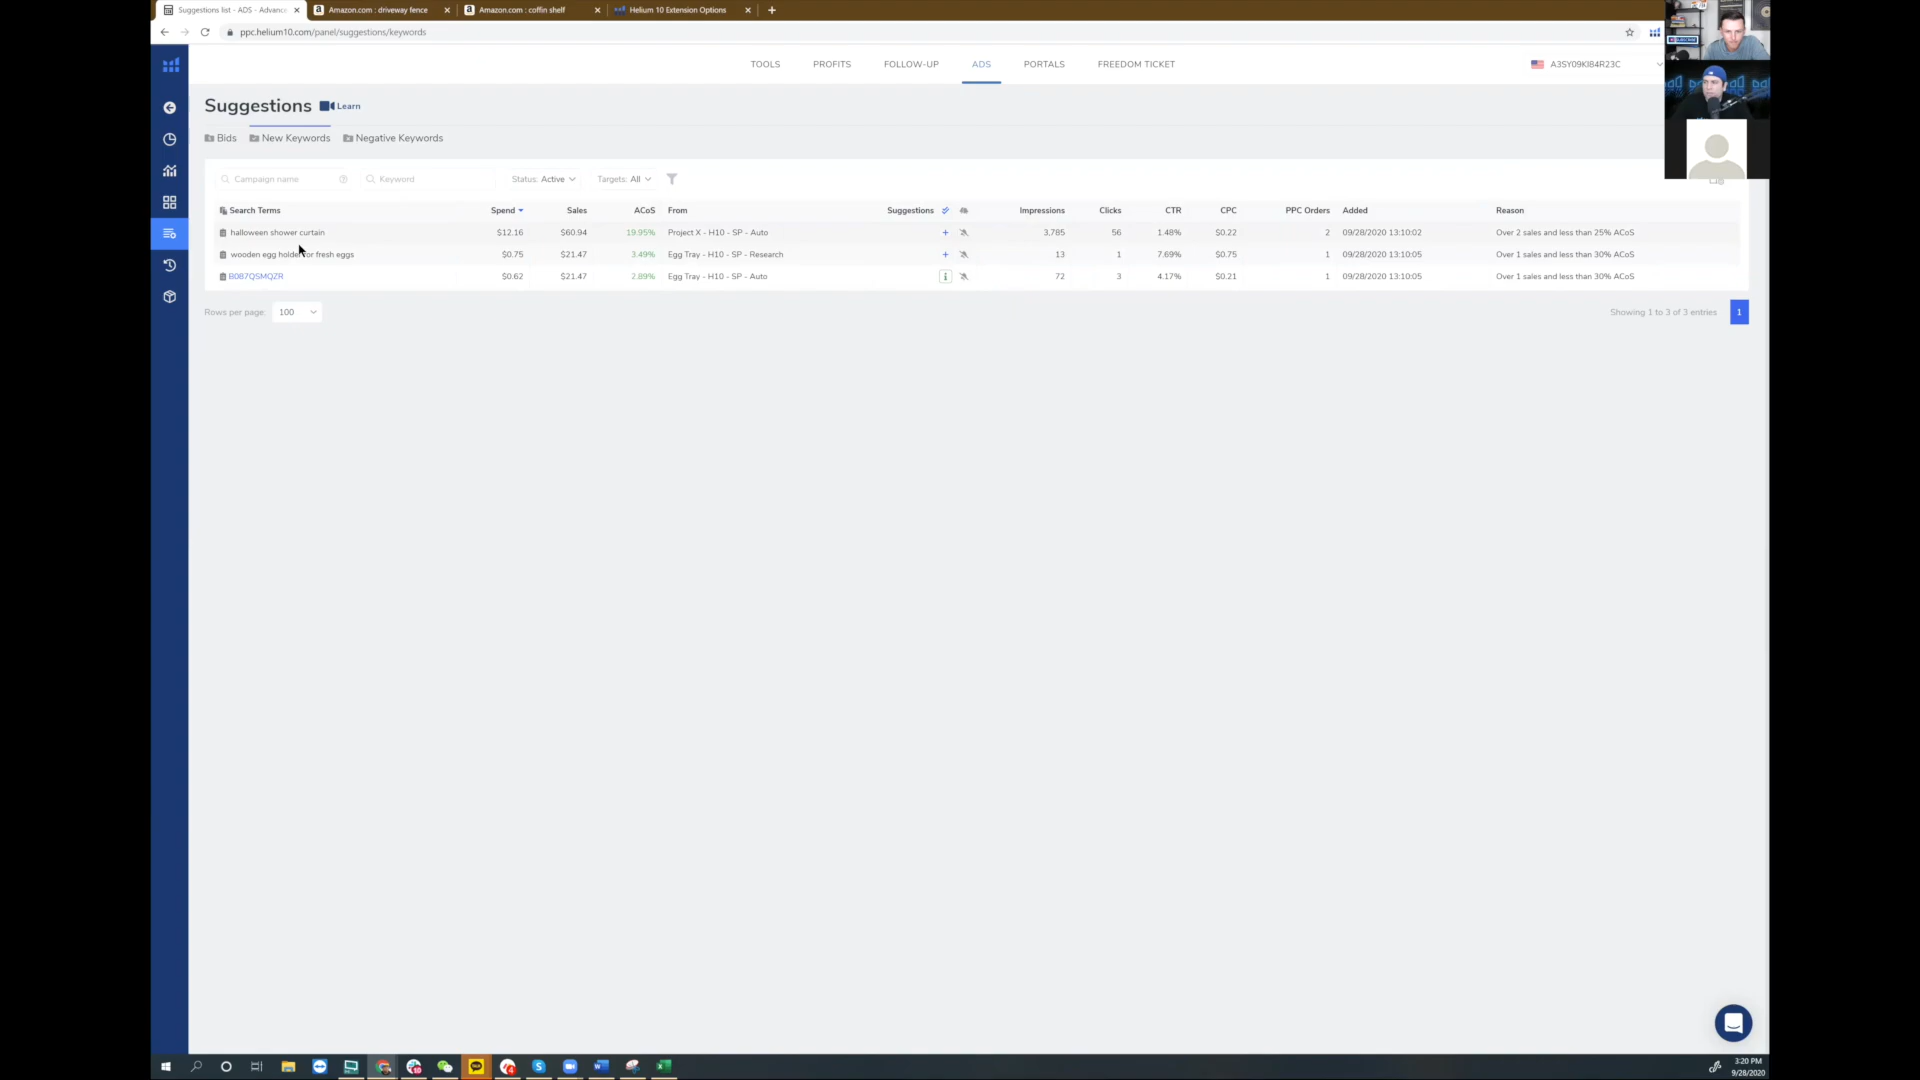 Suggestions list - ADS - Advanc
Amazon.com : driveway fence
Amazon.com : coffin shelf
Helium 10 Extension Options
ppc.helium10.com/panel/suggestions/keywords
TOOLS PROFITS FOLLOW-UP ADS PORTALS FREEDOM TICKET A3SY09KI84R23C
Suggestions Learn
Bids New Keywords Negative Keywords
Campaign name Keyword Status: Active Targets: All
Search Terms Spend Sales ACoS From Suggestions Impressions Clicks CTR CPC PPC Orders Added Reason
halloween shower curtain $12.16 $60.94 19.95% Project X - H10 - SP - Auto + 3,785 56 1.48% $0.22 2 09/28/2020 13:10:02 Over 2 sales and less than 25% ACoS
wooden egg holder for fresh eggs $0.75 $21.47 3.49% Egg Tray - H10 - SP - Research + 13 1 7.69% $0.75 1 09/28/2020 13:10:05 Over 1 sales and less than 30% ACoS
B087QSMQZR $0.62 $21.47 2.89% Egg Tray - H10 - SP - Auto 72 3 4.17% $0.21 1 09/28/2020 13:10:05 Over 1 sales and less than 30% ACoS
Rows per page: 100 Showing 1 to 3 of 3 entries 1
3:20 PM
9/28/2020